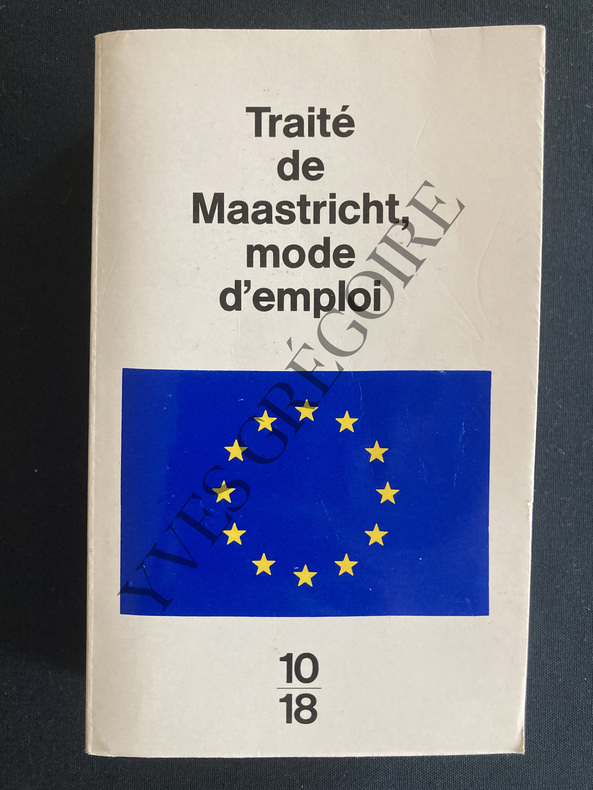 Traité
de
Maastricht,
mode
d'emploi
YVES GRÉGOIRE
10
18